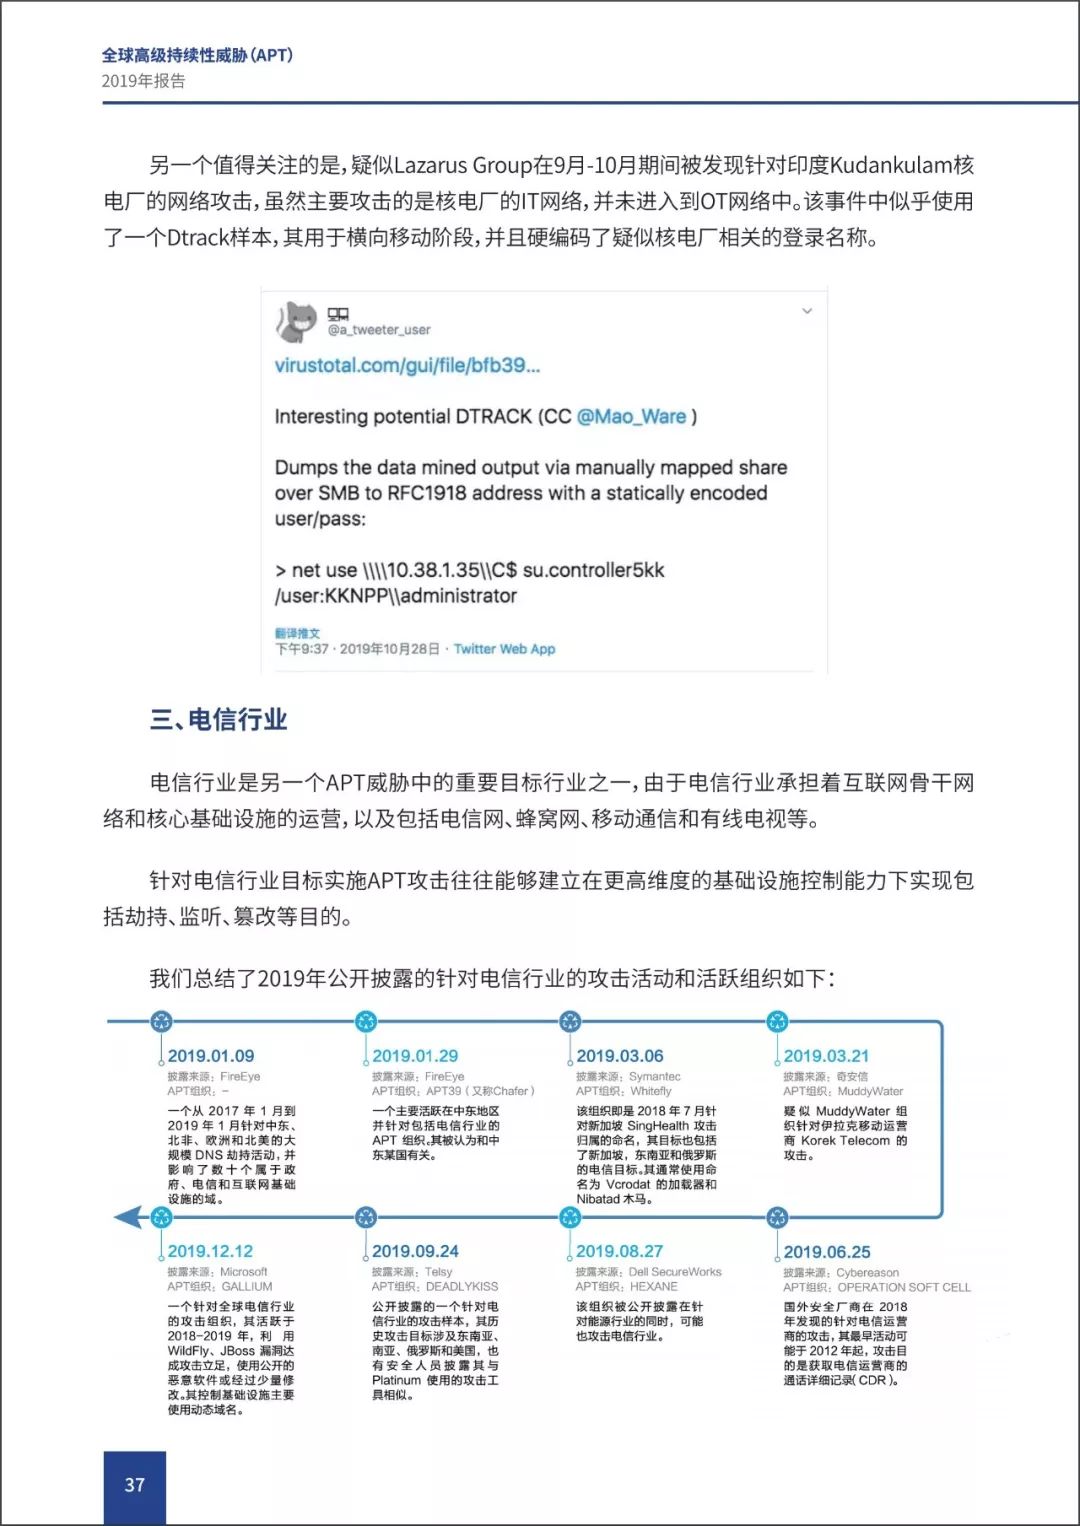 全球高级持续性威胁（APT）
2019年报告
另一个值得关注的是，疑似Lazarus Group在9月-10月期间被发现针对印度Kudankulam核
电厂的网络攻击，虽然主要攻击的是核电厂的IT网络，并未进入到OT网络中。该事件中似乎使用
了一个Dtrack样本，其用于横向移动阶段，并且硬编码了疑似核电厂相关的登录名称。
@a_tweeter_user
virustotal.com/gui/file/bfb39...
Interesting potential DTRACK (CC @Mao_Ware )
Dumps the data mined output via manually mapped share
over SMB to RFC1918 address with a statically encoded
user/pass:
> net use \\\\10.38.1.35\\C$ su.controller5kk
/user:KKNPP\\administrator
翻译推文
下午9:37 · 2019年10月28日 · Twitter Web App
三、电信行业
电信行业是另一个APT威胁中的重要目标行业之一，由于电信行业承担着互联网骨干网
络和核心基础设施的运营，以及包括电信网、蜂窝网、移动通信和有线电视等。
针对电信行业目标实施APT攻击往往能够建立在更高维度的基础设施控制能力下实现包
括劫持、监听、篡改等目的。
我们总结了2019年公开披露的针对电信行业的攻击活动和活跃组织如下：
2019.01.09
披露来源：FireEye
APT组织：-
一个从 2017 年 1 月到
2019 年 1 月针对中东、
北非、欧洲和北美的大
规模 DNS 劫持活动，并
影响了数十个属于政
府、电信和互联网基础
设施的域。
2019.01.29
披露来源：FireEye
APT组织：APT39（又称Chafer）
一个主要活跃在中东地区
并针对包括电信行业的
APT 组织。其被认为和中
东某国有关。
2019.03.06
披露来源：Symantec
APT组织：Whitefly
该组织即是 2018 年 7 月针
对新加坡 SingHealth 攻击
归属的命名，其目标也包括
了新加坡，东南亚和俄罗斯
的电信目标。其通常使用命
名为 Vcrodat 的加载器和
Nibatad 木马。
2019.03.21
披露来源：奇安信
APT组织：MuddyWater
疑似 MuddyWater 组
织针对伊拉克移动运营
商 Korek Telecom 的
攻击。
2019.12.12
披露来源：Microsoft
APT组织：GALLIUM
一个针对全球电信行业
的攻击组织，其活跃于
2018-2019 年，利 用
WildFly、JBoss 漏洞达
成攻击立足，使用公开的
恶意软件或经过少量修
改。其控制基础设施主要
使用动态域名。
2019.09.24
披露来源：Telsy
APT组织：DEADLYKISS
公开披露的一个针对电
信行业的攻击样本，其历
史攻击目标涉及东南亚、
南亚、俄罗斯和美国，也
有安全人员披露其与
Platinum 使用的攻击工
具相似。
2019.08.27
披露来源：Dell SecureWorks
APT组织：HEXANE
该组织被公开披露在针
对能源行业的同时，可能
也攻击电信行业。
2019.06.25
披露来源：Cybereason
APT组织：OPERATION SOFT CELL
国外安全厂商在 2018
年发现的针对电信运营
商的攻击，其最早活动可
能于 2012 年起，攻击目
的是获取电信运营商的
通话详细记录（CDR）。
37